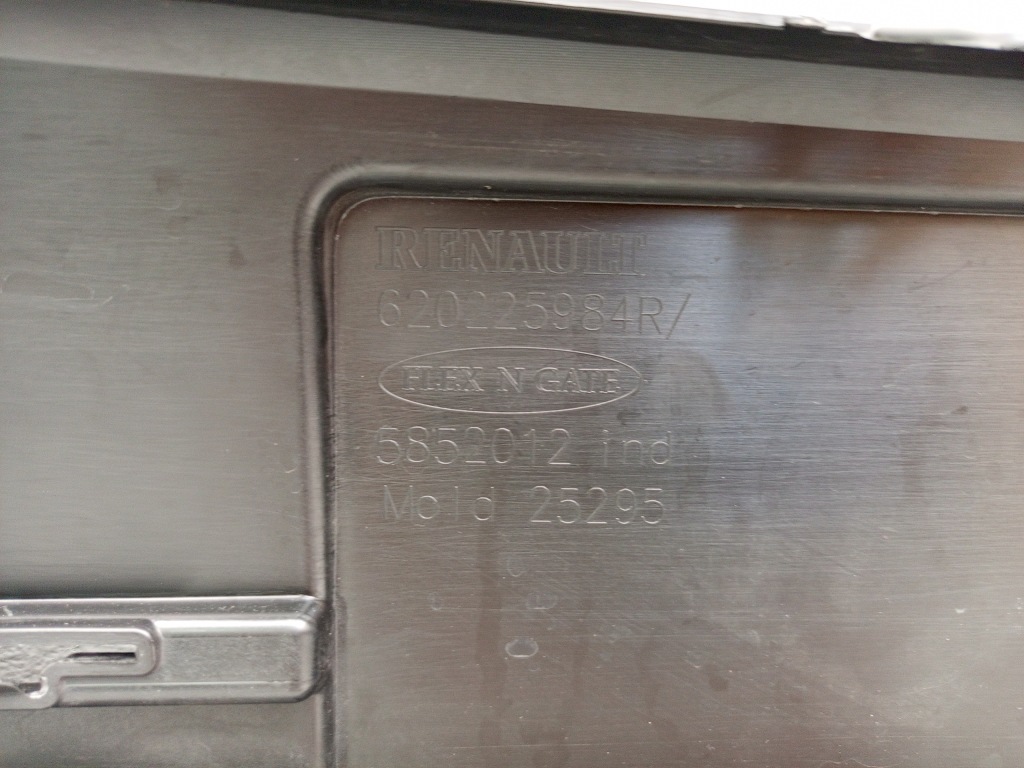 RENAULT
620225984R/
FLEX N GATE
5852012 ind
Mold 25295